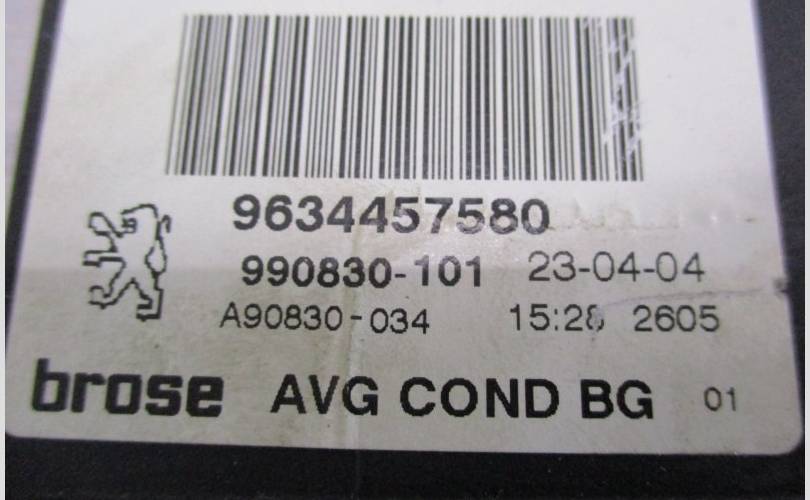 9634457580
990830-101 23-04-04
A90830-034 15:28 2605
brose AVG COND BG 01